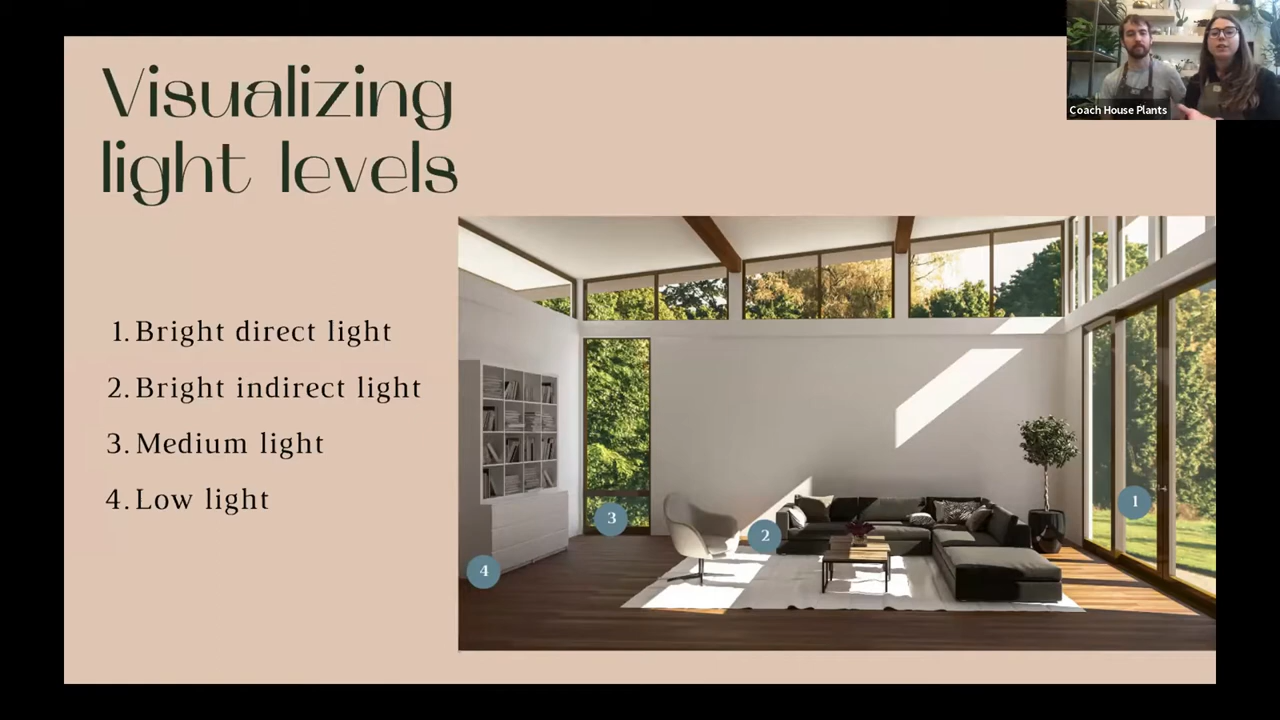 Visualizing
light levels
1. Bright direct light
2. Bright indirect light
3. Medium light
4. Low light
1
2
3
4
Coach House Plants